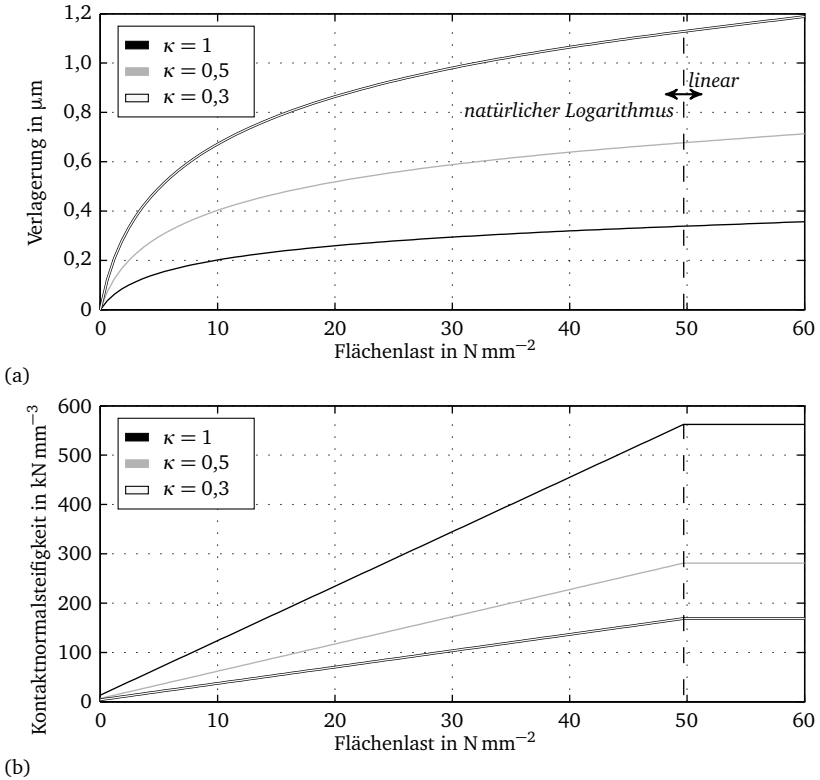 1,2
1,0
0,8
0,6
0,4
0,2
0
Verlagerung in µm
κ = 1
κ = 0,5
κ = 0,3
linear
natürlicher Logarithmus
0 10 20 30 40 50 60
Flächenlast in N mm−2
(a)
600
500
400
300
200
100
0
Kontaktnormalsteifigkeit in kN mm−3
κ = 1
κ = 0,5
κ = 0,3
0 10 20 30 40 50 60
Flächenlast in N mm−2
(b)